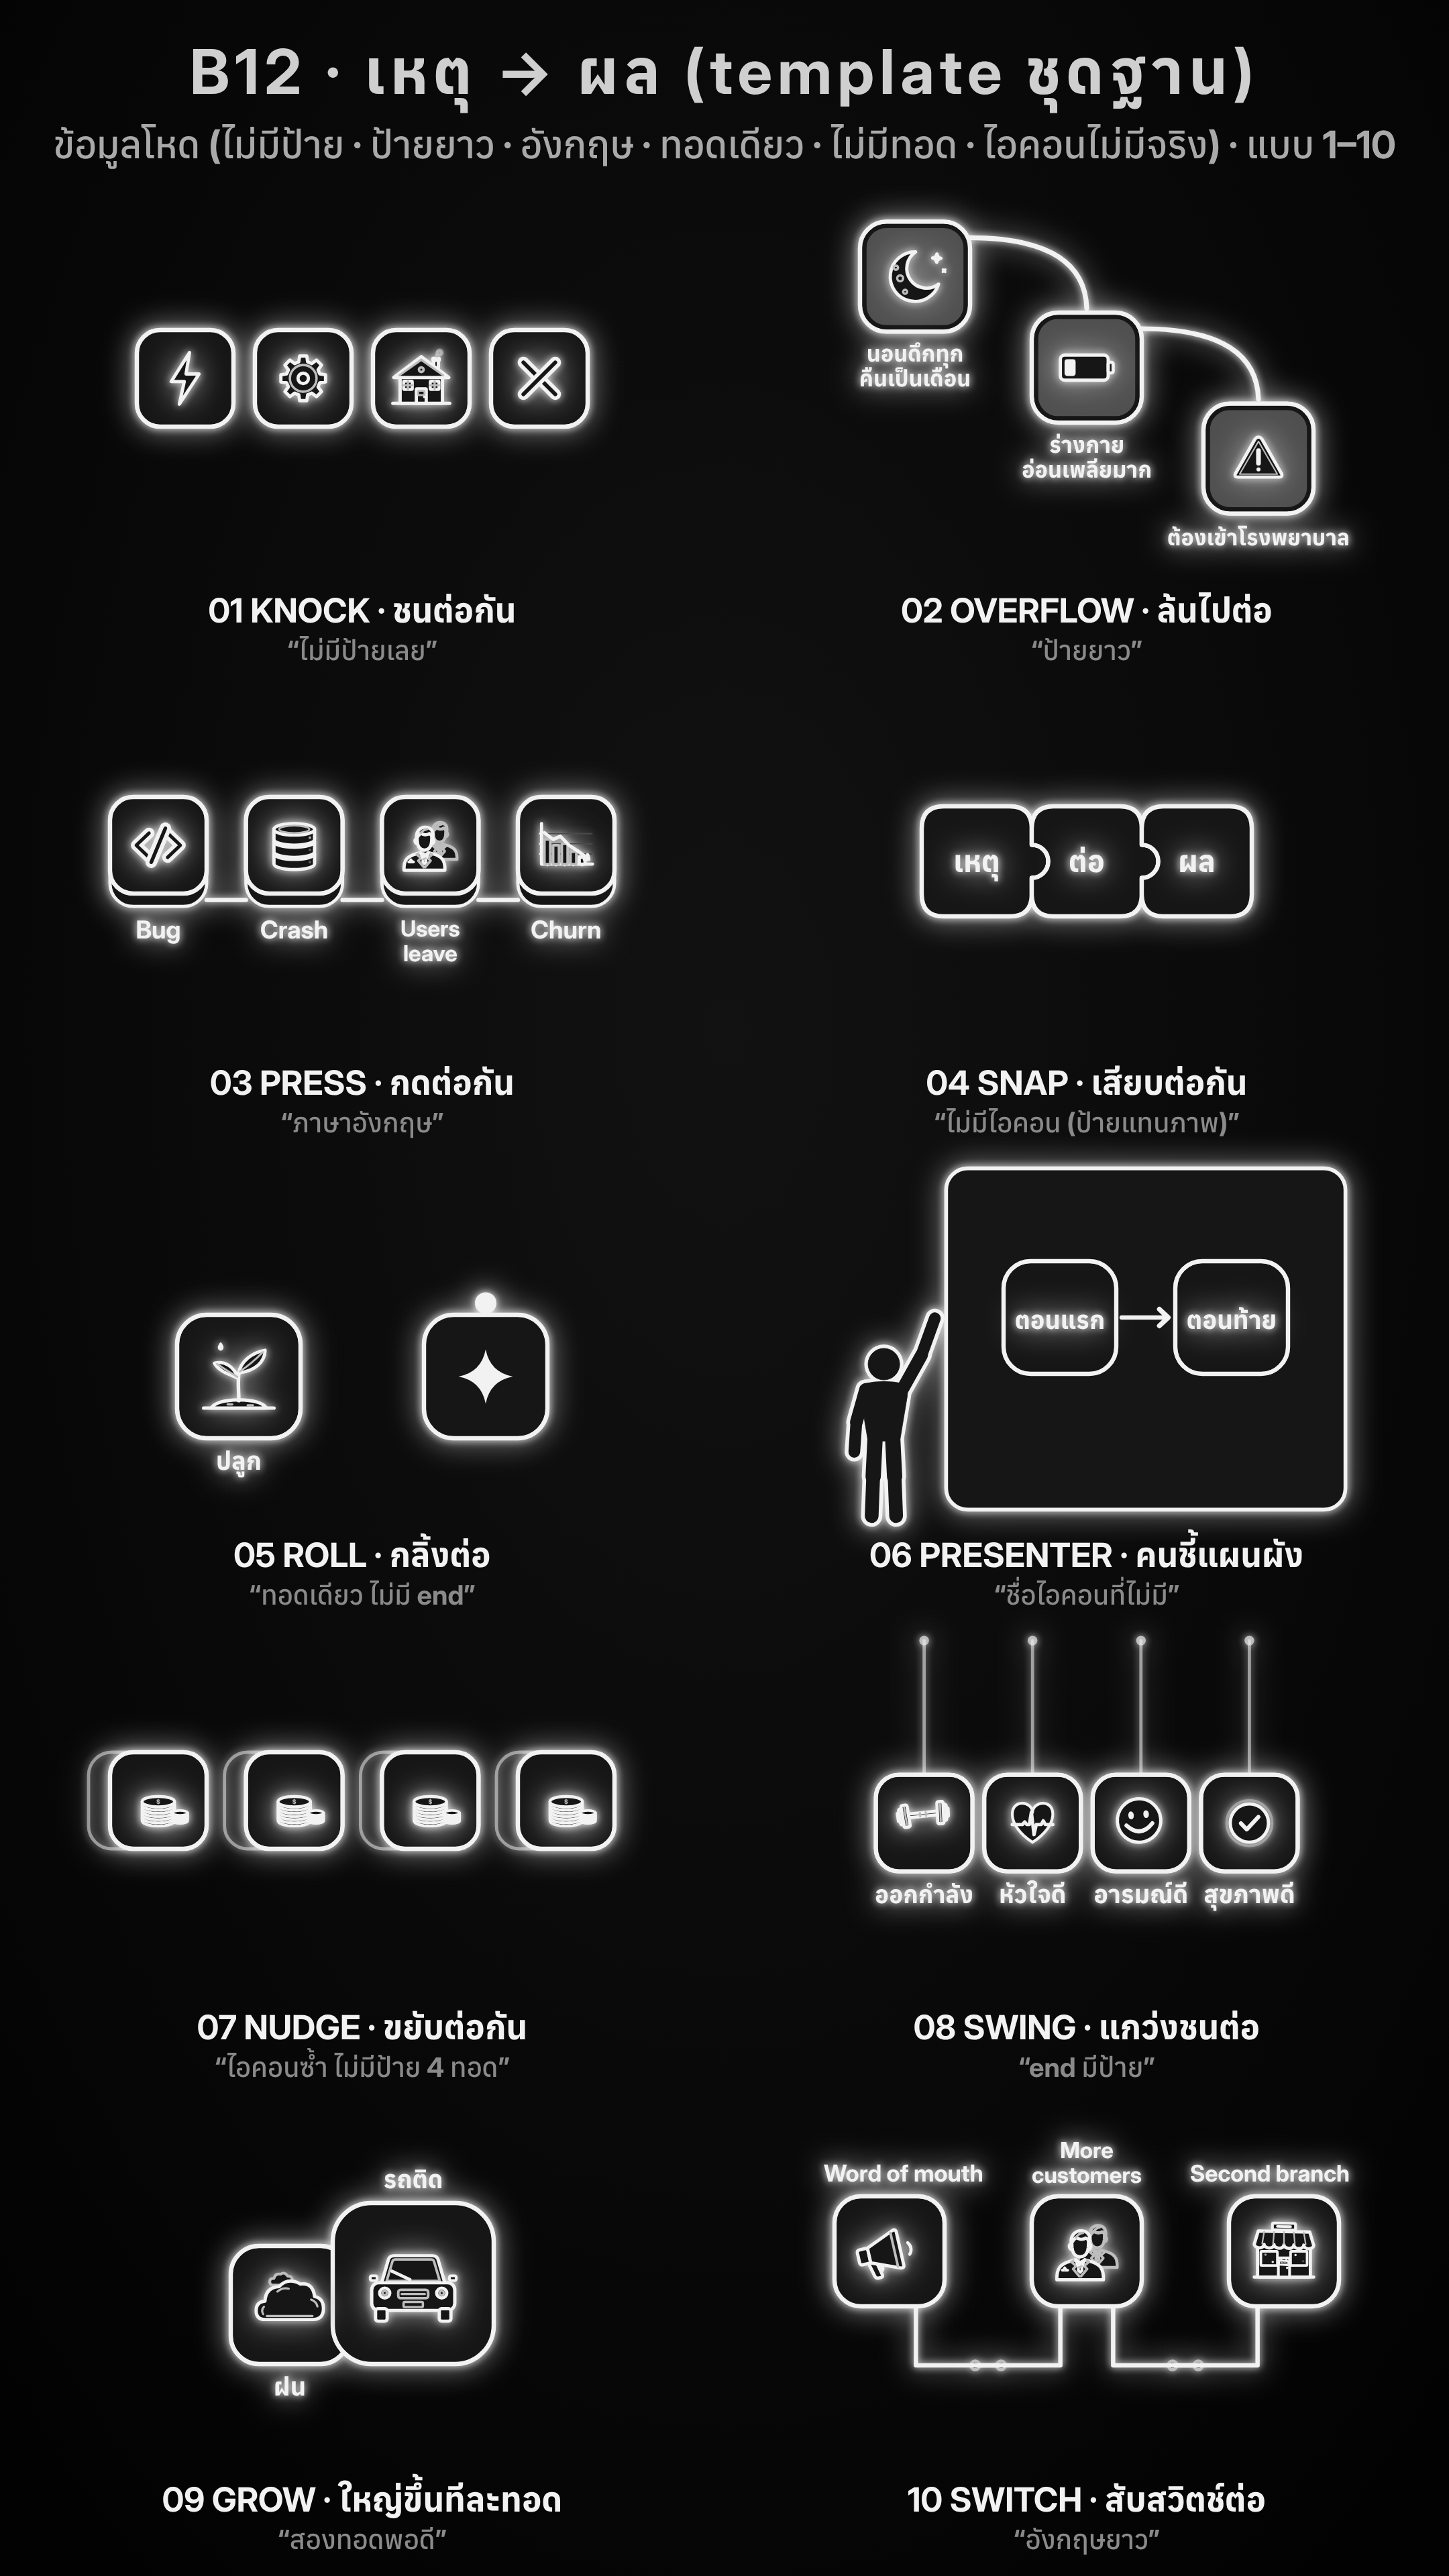 B12 · เหตุ → ผล (template ชุดฐาน)
ข้อมูลโหด (ไม่มีป้าย · ป้ายยาว · อังกฤษ · ทอดเดียว · ไม่มีทอด · ไอคอนไม่มีจริง) · แบบ 1–10
01 KNOCK · ชนต่อกัน
“ไม่มีป้ายเลย”
นอนดึกทุก
คืนเป็นเดือน
ร่างกาย
อ่อนเพลียมาก
ต้องเข้าโรงพยาบาล
02 OVERFLOW · ล้นไปต่อ
“ป้ายยาว”
Bug
Crash
Users
leave
Churn
03 PRESS · กดต่อกัน
“ภาษาอังกฤษ”
เหตุ
ต่อ
ผล
04 SNAP · เสียบต่อกัน
“ไม่มีไอคอน (ป้ายแทนภาพ)”
ปลูก
05 ROLL · กลิ้งต่อ
“ทอดเดียว ไม่มี end”
ตอนแรก
ตอนท้าย
06 PRESENTER · คนชี้แผนผัง
“ชื่อไอคอนที่ไม่มี”
07 NUDGE · ขยับต่อกัน
“ไอคอนซ้ำ ไม่มีป้าย 4 ทอด”
ออกกำลัง
หัวใจดี
อารมณ์ดี
สุขภาพดี
08 SWING · แกว่งชนต่อ
“end มีป้าย”
รถติด
ฝน
09 GROW · ใหญ่ขึ้นทีละทอด
“สองทอดพอดี”
Word of mouth
More
customers
Second branch
10 SWITCH · สับสวิตช์ต่อ
“อังกฤษยาว”